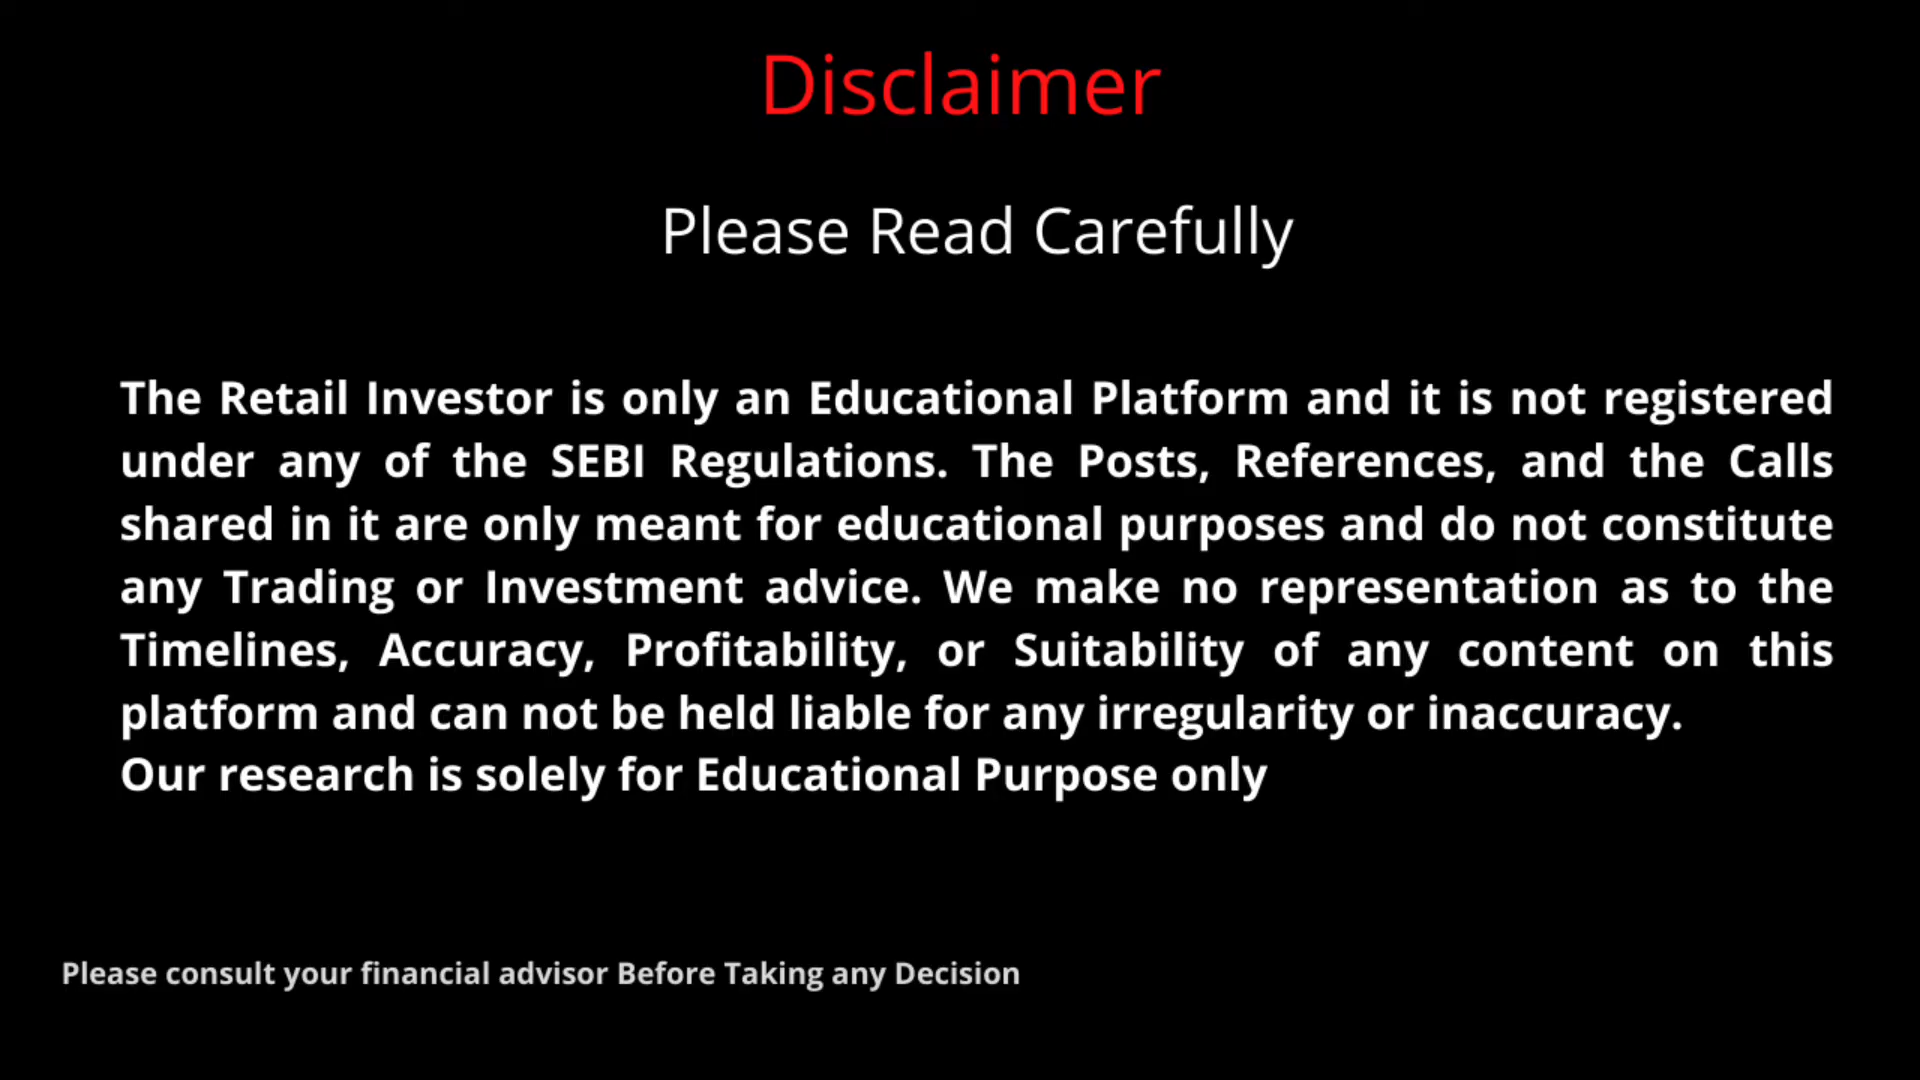 Disclaimer
Please Read Carefully
The Retail Investor is only an Educational Platform and it is not registered
under any of the SEBI Regulations. The Posts, References, and the Calls
shared in it are only meant for educational purposes and do not constitute
any Trading or Investment advice. We make no representation as to the
Timelines, Accuracy, Profitability, or Suitability of any content on this
platform and can not be held liable for any irregularity or inaccuracy.
Our research is solely for Educational Purpose only
Please consult your financial advisor Before Taking any Decision